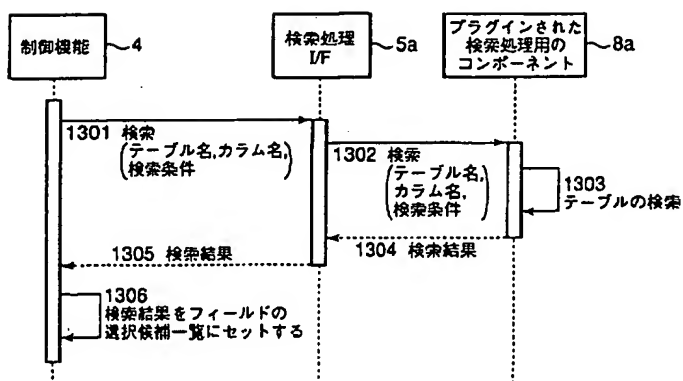 制御機能
4
検索処理
I/F
5a
プラグインされた
検索処理用の
コンポーネント
8a
1301 検索
(テーブル名,カラム名,
検索条件)
1302 検索
(テーブル名,
カラム名,
検索条件)
1303
テーブルの検索
1304 検索結果
1305 検索結果
1306
検索結果をフィールドの
選択候補一覧にセットする